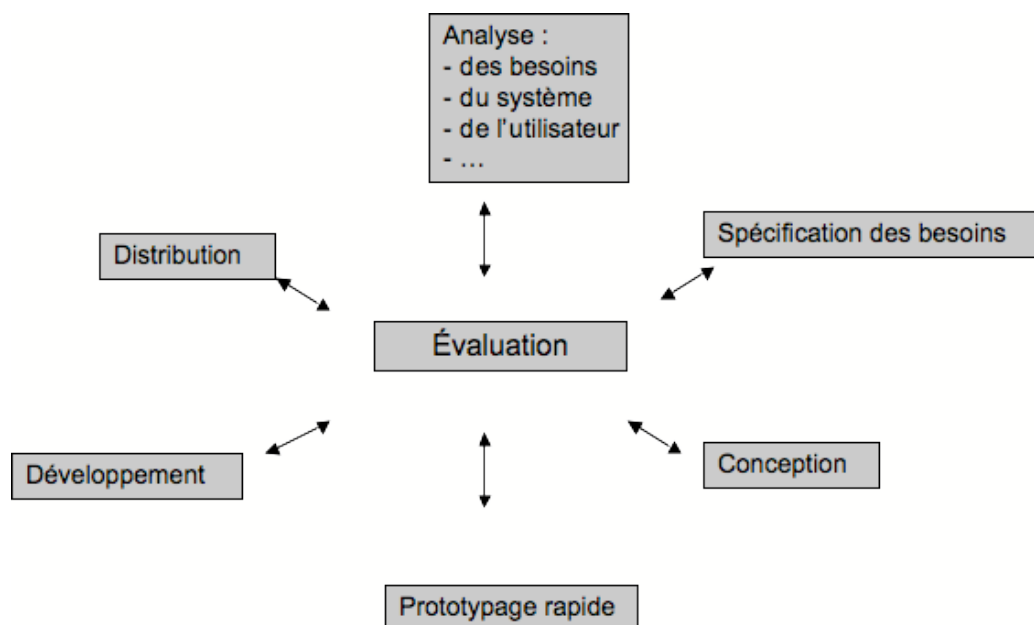 Analyse :
- des besoins
- du système
- de l'utilisateur
- ...
Spécification des besoins
Distribution
Évaluation
Développement
Conception
Prototypage rapide